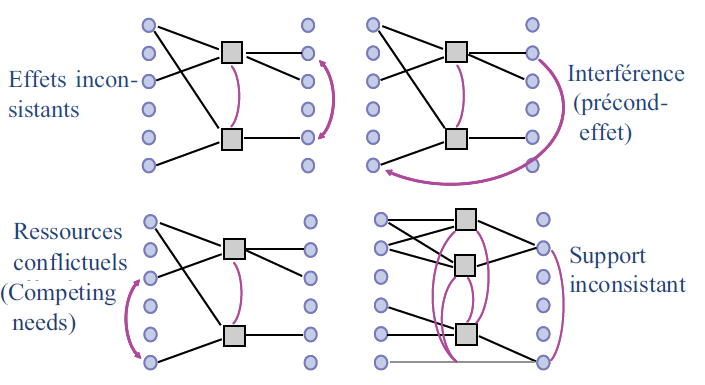 Effets incon-
sistants
Interférence
(précond-
effet)
Ressources
conflictuels
(Competing
needs)
Support
inconsistant